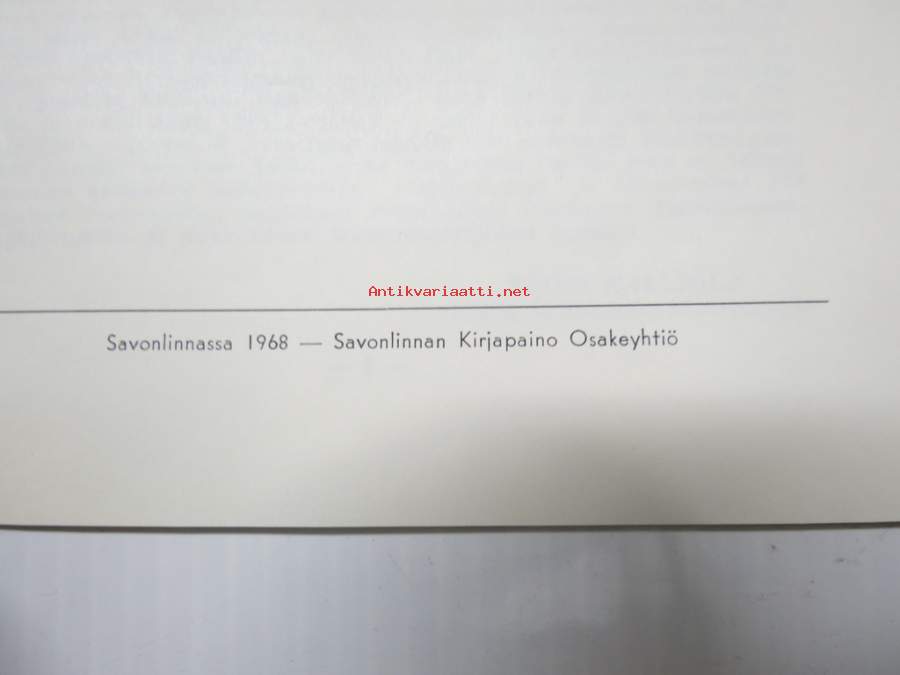 Antikvariaatti.net
Savonlinnassa 1968 — Savonlinnan Kirjapaino Osakeyhtiö